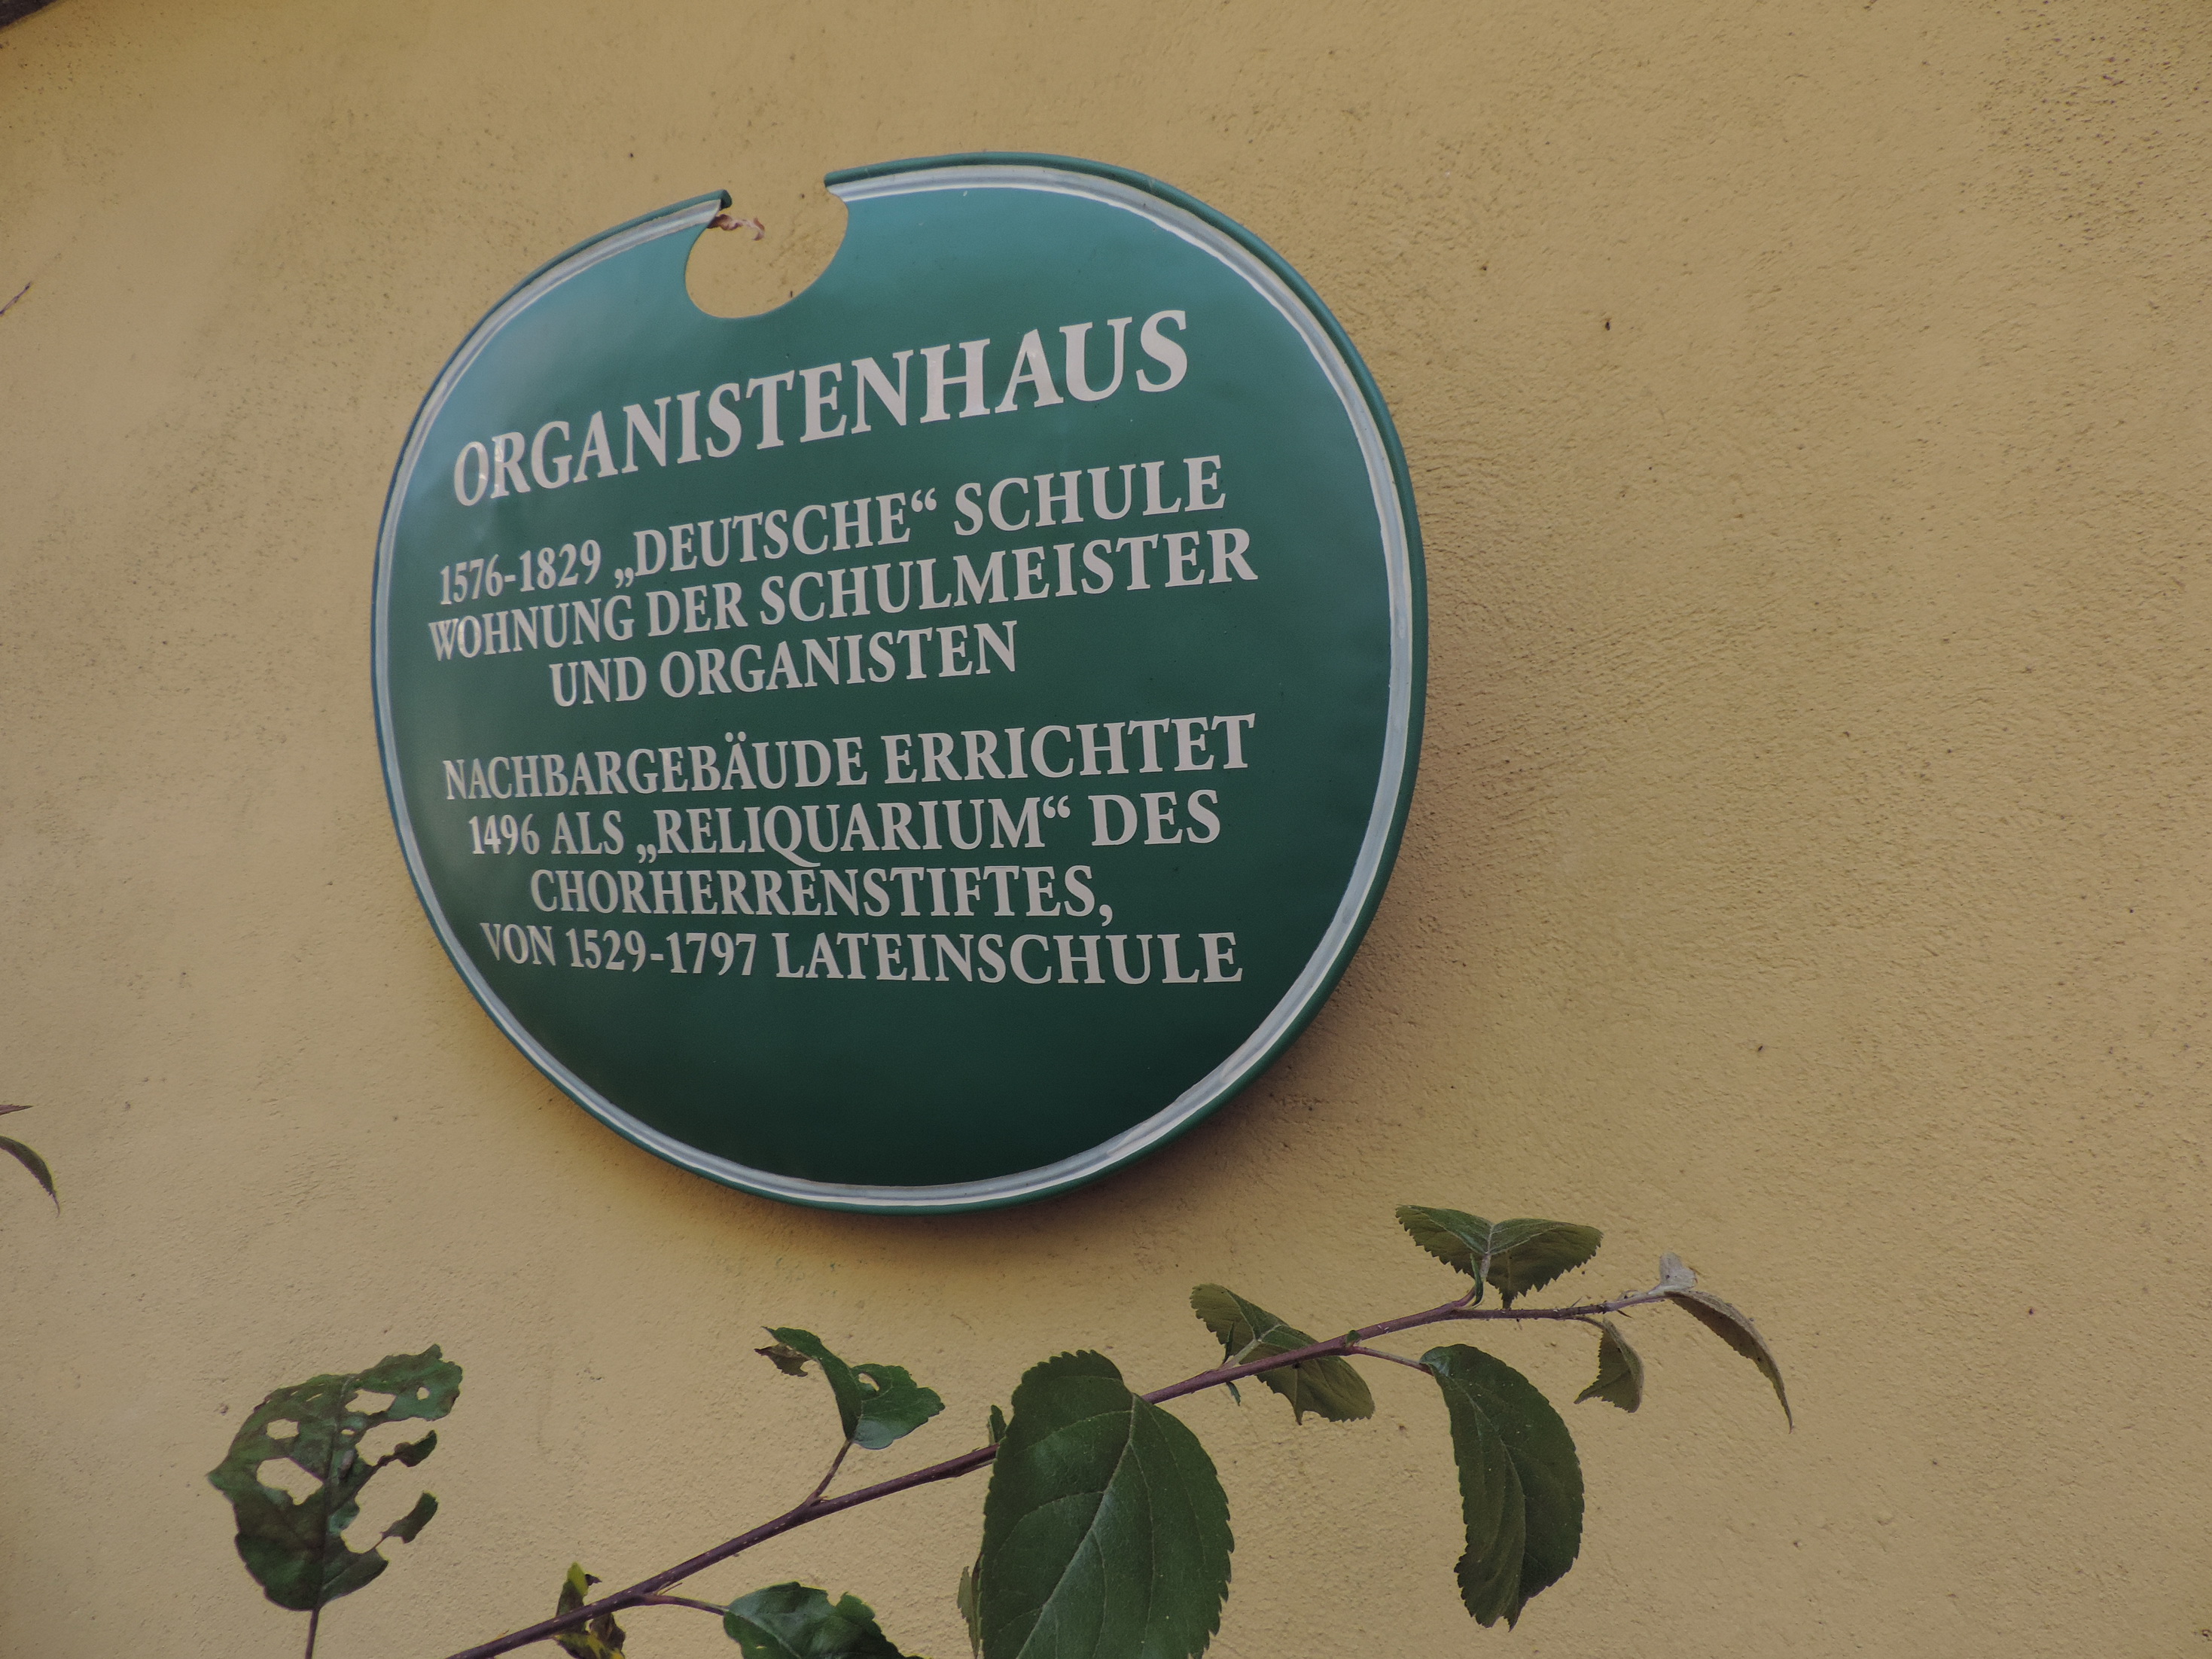 ORGANISTENHAUS
1576-1829 „DEUTSCHE“ SCHULE
WOHNUNG DER SCHULMEISTER
UND ORGANISTEN
NACHBARGEBÄUDE ERRICHTET
1496 ALS „RELIQUARIUM“ DES
CHORHERRENSTIFTES,
VON 1529-1797 LATEINSCHULE